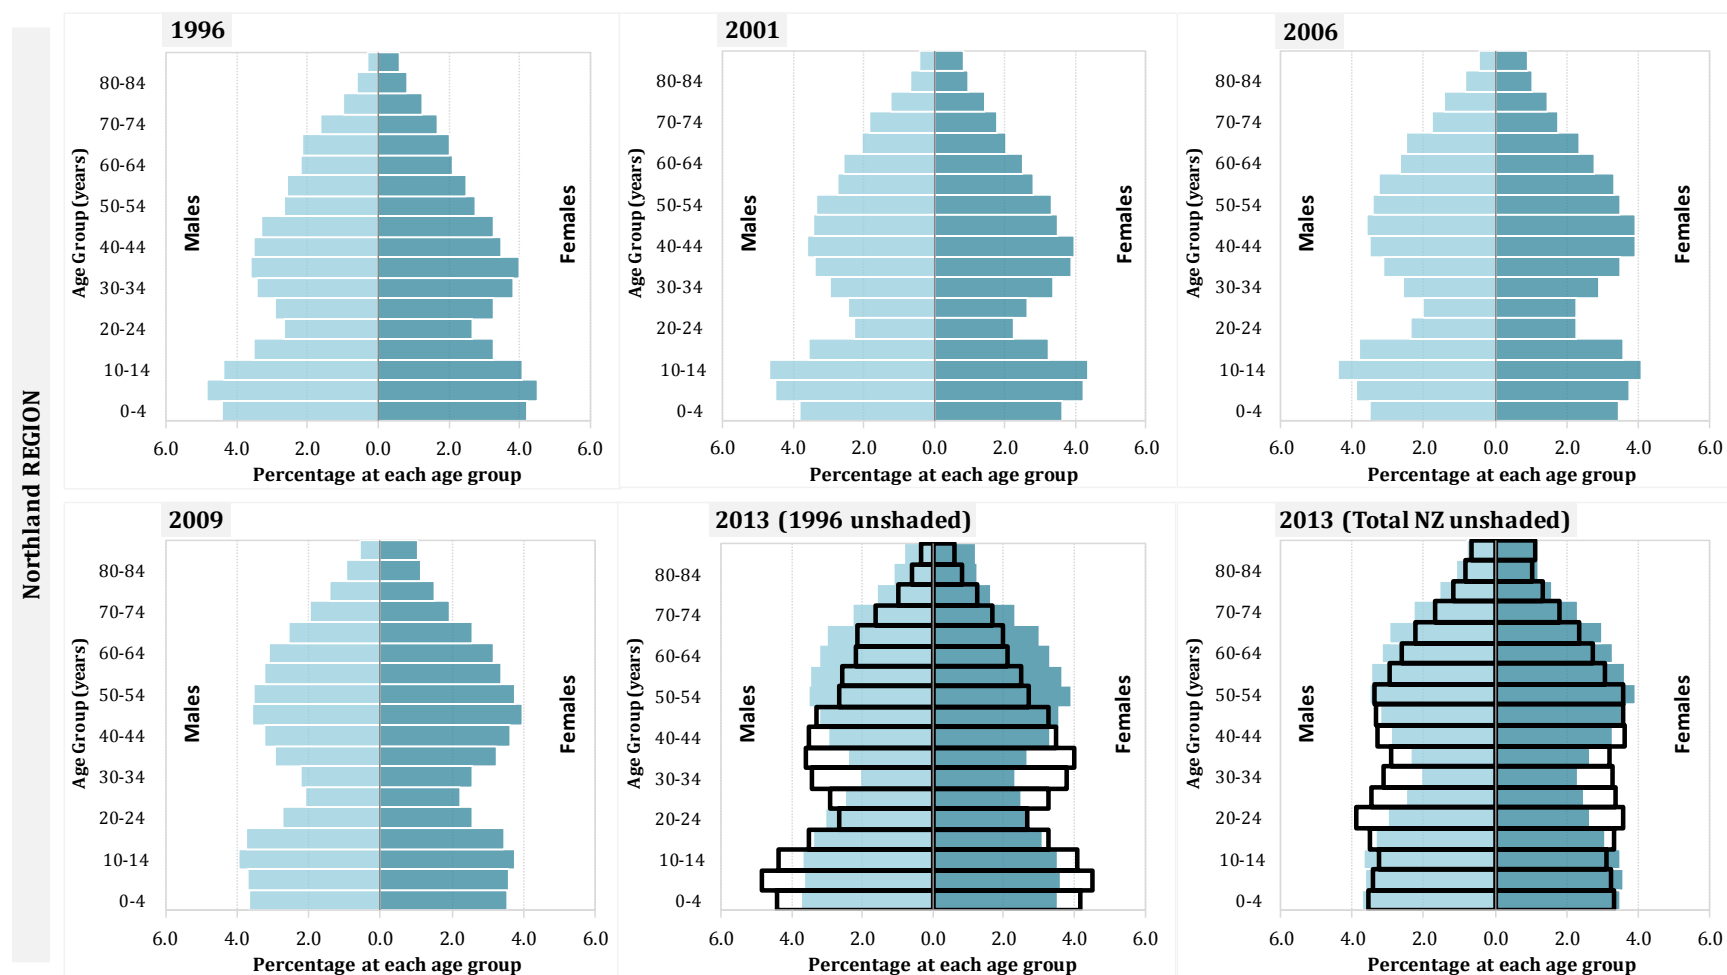 Northland REGION
1996
80-84
70-74
60-64
50-54
40-44
30-34
20-24
10-14
0-4
Age Group (years)
Males
Females
6.0 4.0 2.0 0.0 2.0 4.0 6.0
Percentage at each age group
2001
80-84
70-74
60-64
50-54
40-44
30-34
20-24
10-14
0-4
Age Group (years)
Males
Females
6.0 4.0 2.0 0.0 2.0 4.0 6.0
Percentage at each age group
2006
80-84
70-74
60-64
50-54
40-44
30-34
20-24
10-14
0-4
Age Group (years)
Males
Females
6.0 4.0 2.0 0.0 2.0 4.0 6.0
Percentage at each age group
2009
80-84
70-74
60-64
50-54
40-44
30-34
20-24
10-14
0-4
Age Group (years)
Males
Females
6.0 4.0 2.0 0.0 2.0 4.0 6.0
Percentage at each age group
2013 (1996 unshaded)
80-84
70-74
60-64
50-54
40-44
30-34
20-24
10-14
0-4
Age Group (years)
Males
Females
6.0 4.0 2.0 0.0 2.0 4.0 6.0
Percentage at each age group
2013 (Total NZ unshaded)
80-84
70-74
60-64
50-54
40-44
30-34
20-24
10-14
0-4
Age Group (years)
Males
Females
6.0 4.0 2.0 0.0 2.0 4.0 6.0
Percentage at each age group